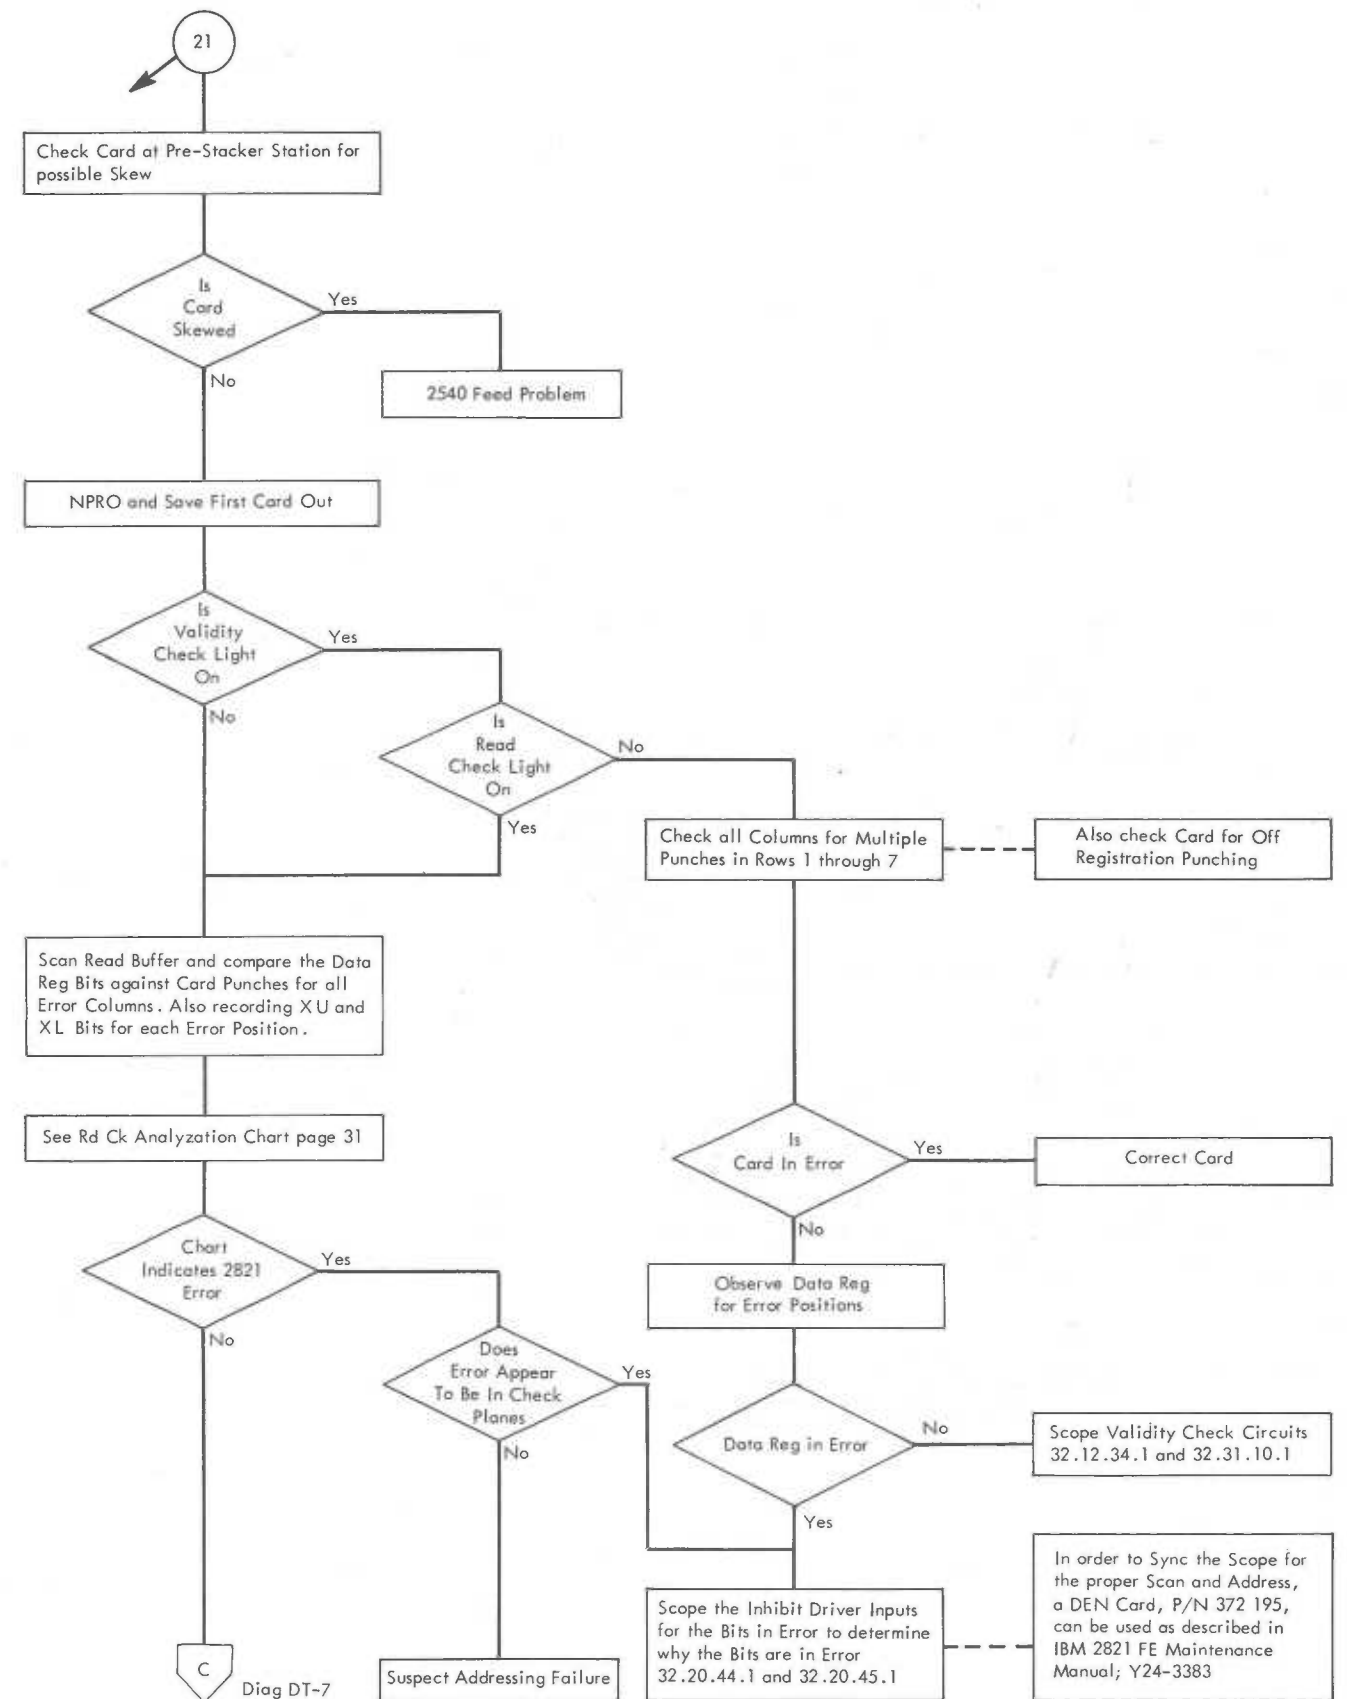 21
Check Card at Pre-Stacker Station for
possible Skew
Is
Card
Skewed
Yes
No
2540 Feed Problem
NPRO and Save First Card Out
Is
Validity
Check Light
On
Yes
No
Is
Read
Check Light
On
No
Yes
Check all Columns for Multiple
Punches in Rows 1 through 7
Also check Card for Off
Registration Punching
Scan Read Buffer and compare the Data
Reg Bits against Card Punches for all
Error Columns. Also recording XU and
XL Bits for each Error Position.
See Rd Ck Analyzation Chart page 31
Is
Card In Error
Yes
No
Correct Card
Chart
Indicates 2821
Error
Yes
No
Observe Data Reg
for Error Positions
Does
Error Appear
To Be In Check
Planes
Yes
No
Data Reg in Error
No
Yes
Scope Validity Check Circuits
32.12.34.1 and 32.31.10.1
Scope the Inhibit Driver Inputs
for the Bits in Error to determine
why the Bits are in Error
32.20.44.1 and 32.20.45.1
In order to Sync the Scope for
the proper Scan and Address,
a DEN Card, P/N 372 195,
can be used as described in
IBM 2821 FE Maintenance
Manual; Y24-3383
C
Diag DT-7
Suspect Addressing Failure